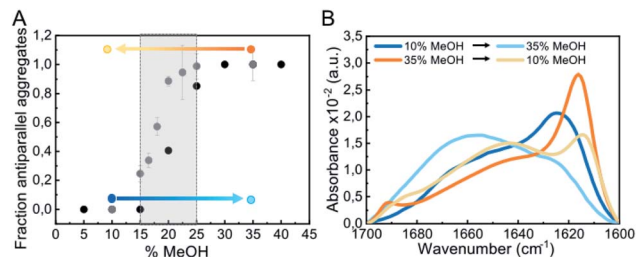 A
Fraction antiparallel aggregates
1,2
1,0
0,8
0,6
0,4
0,2
0,0
0 5 10 15 20 25 30 35 40 45
% MeOH
B
10% MeOH → 35% MeOH
35% MeOH → 10% MeOH
Absorbance x10⁻² (a.u.)
3,5
3,0
2,5
2,0
1,5
1,0
0,5
0,0
1700 1680 1660 1640 1620 1600
Wavenumber (cm⁻¹)